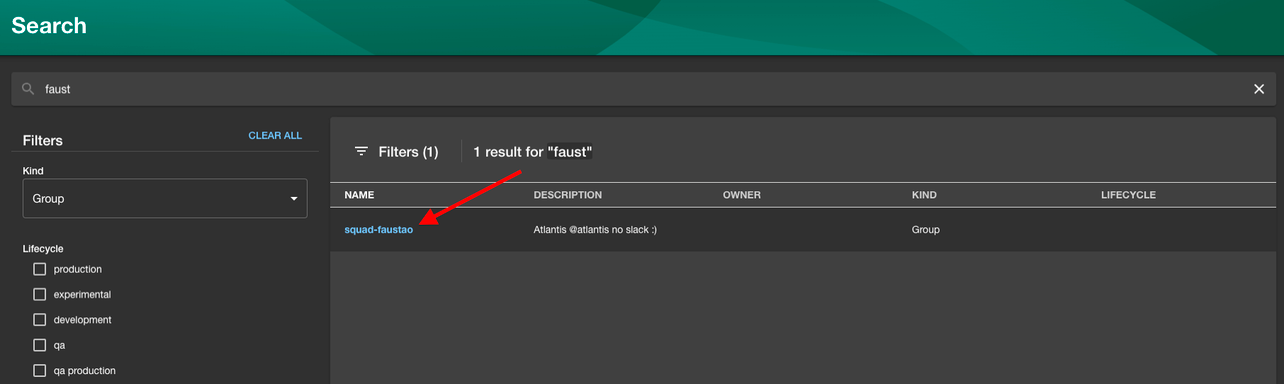 Search
faust
Filters
CLEAR ALL
Kind
Group
Lifecycle
production
experimental
development
qa
qa production
Filters (1)
1 result for "faust"
NAME DESCRIPTION OWNER KIND LIFECYCLE
squad-faustao Atlantis @atlantis no slack :) Group